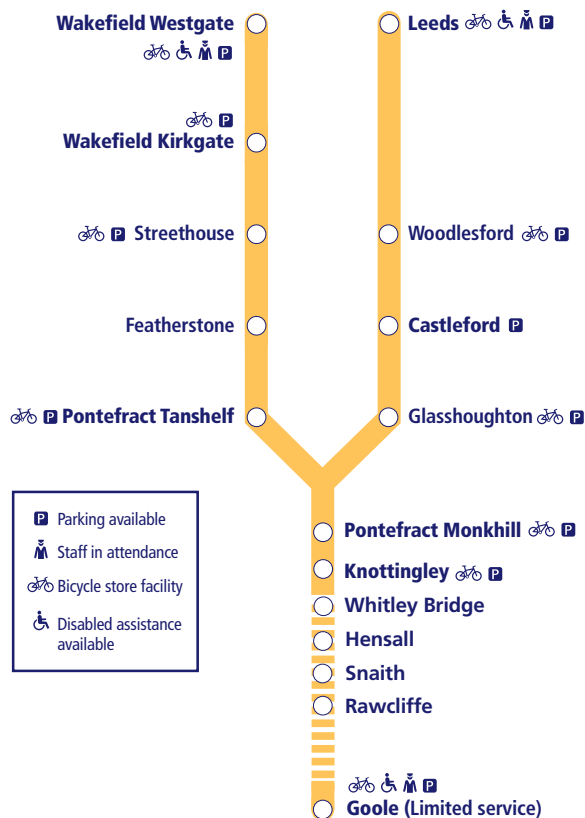 Wakefield Westgate
Leeds
P
P
P
Wakefield Kirkgate
P Streethouse
Woodlesford P
Featherstone
Castleford P
P Pontefract Tanshelf
Glasshoughton P
P Parking available
Staff in attendance
Bicycle store facility
Disabled assistance
available
Pontefract Monkhill P
Knottingley P
Whitley Bridge
Hensall
Snaith
Rawcliffe
P
Goole (Limited service)